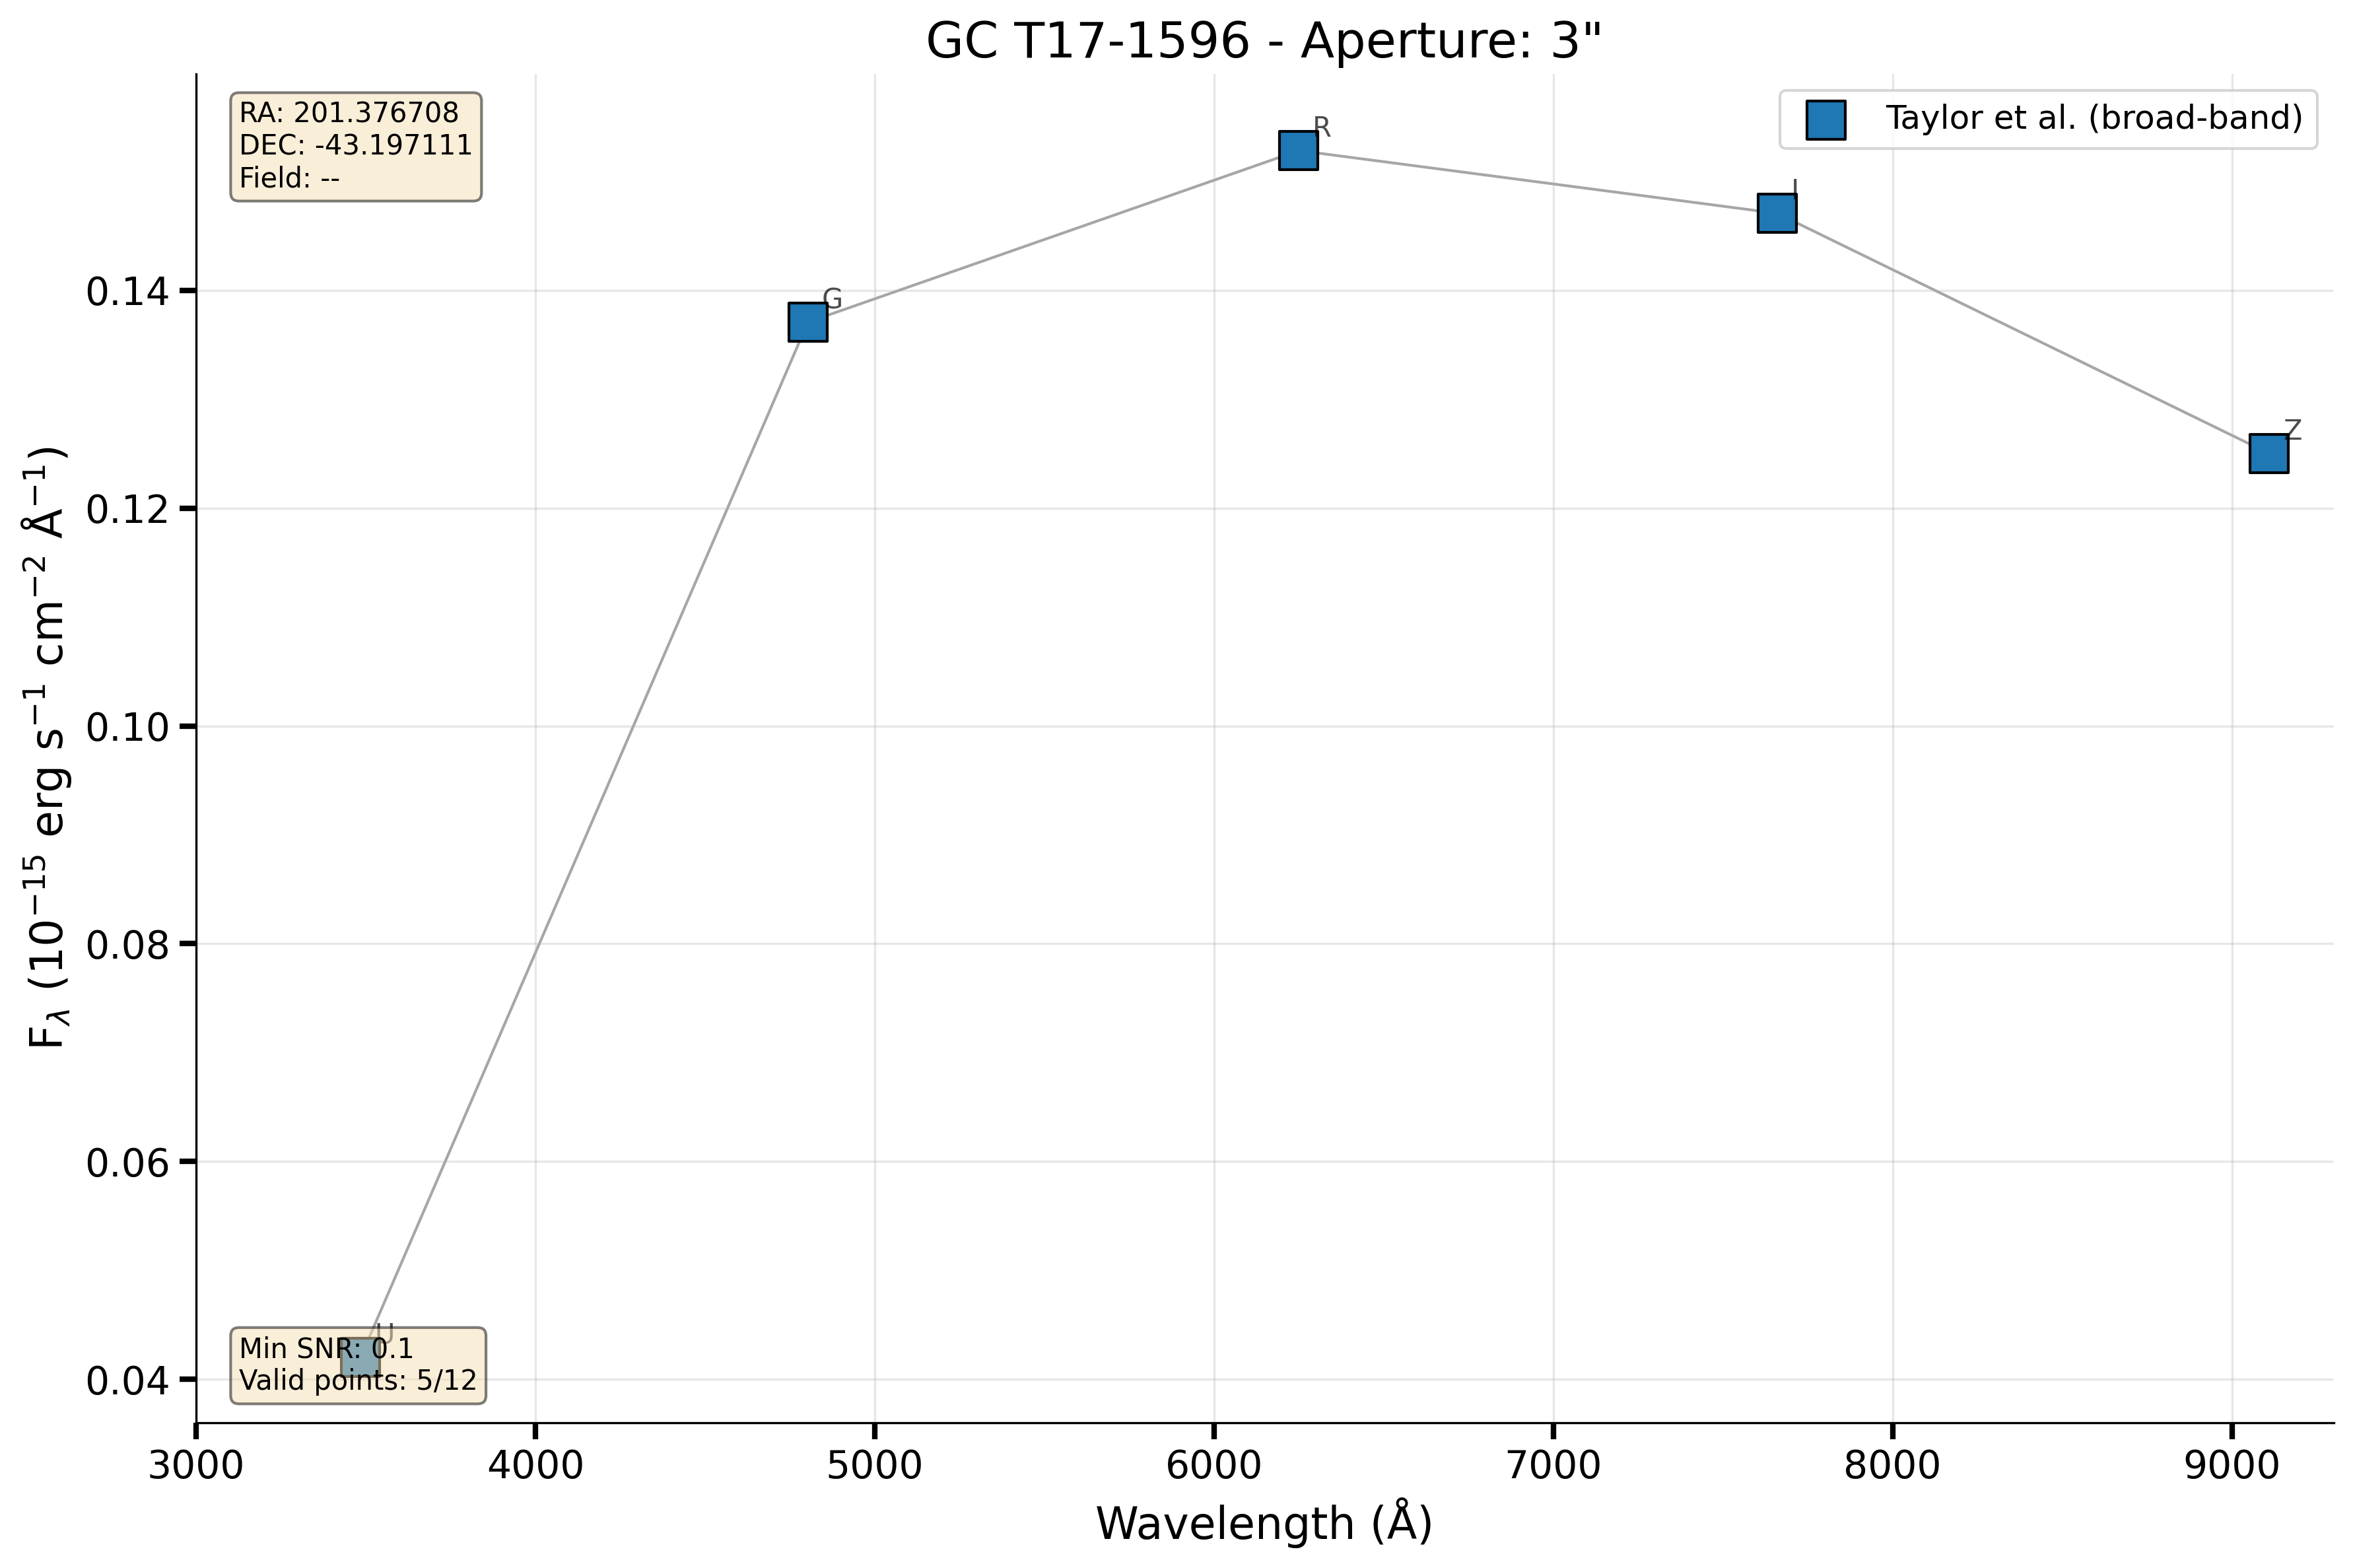 GC T17-1596 - Aperture: 3"
RA: 201.376708
DEC: -43.197111
Field: --
Taylor et al. (broad-band)
R
I
G
Z
U
Min SNR: 0.1
Valid points: 5/12
F_λ (10⁻¹⁵ erg s⁻¹ cm⁻² Å⁻¹)
0.14
0.12
0.10
0.08
0.06
0.04
3000 4000 5000 6000 7000 8000 9000
Wavelength (Å)